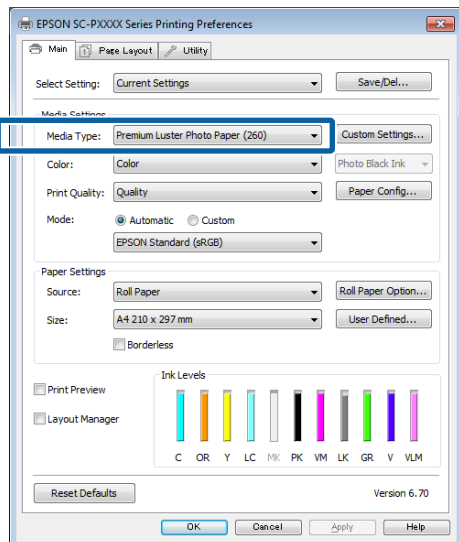 EPSON SC-PXXXX Series Printing Preferences
Main Page Layout Utility
Select Setting: Current Settings Save/Del...
Media Settings
Media Type: Premium Luster Photo Paper (260) Custom Settings...
Color: Color Photo Black Ink
Print Quality: Quality Paper Config...
Mode: Automatic Custom
EPSON Standard (sRGB)
Paper Settings
Source: Roll Paper Roll Paper Option...
Size: A4 210 x 297 mm User Defined...
Borderless
Ink Levels
Print Preview
Layout Manager
C OR Y LC MK PK VM LK GR V VLM
Reset Defaults Version 6.70
OK Cancel Apply Help